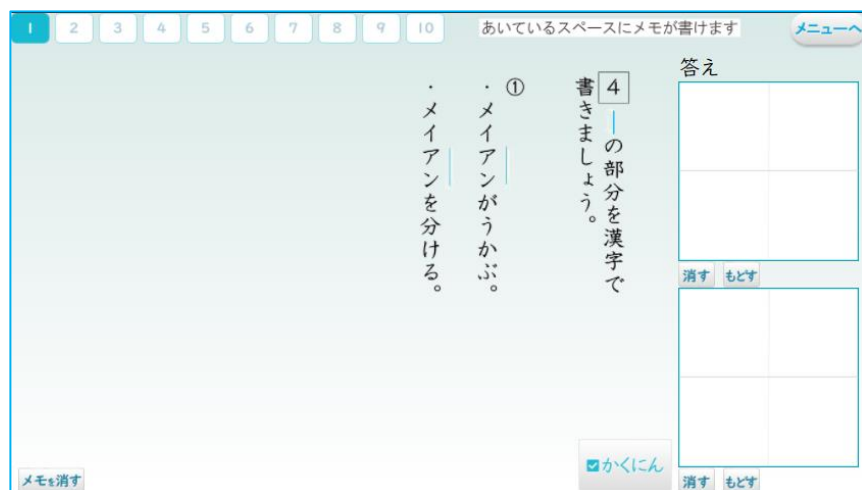 1 2 3 4 5 6 7 8 9 10
あいているスペースにメモが書けます
メニューへ
4 ―の部分を漢字で
書きましょう。
①
・メイアンがうかぶ。
・メイアンを分ける。
答え
消す もどす
消す もどす
かくにん
メモを消す